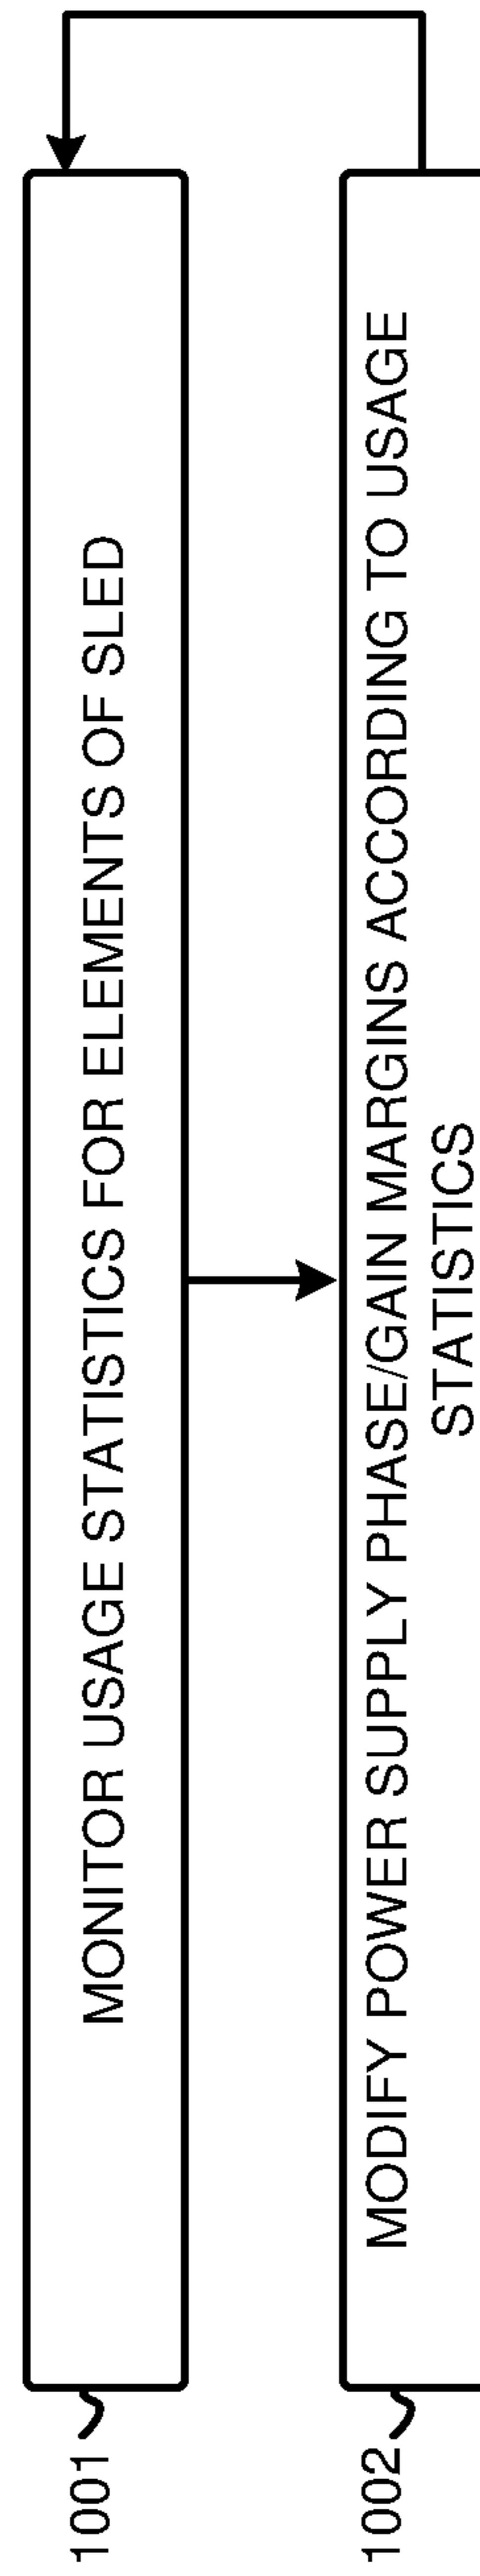 1001
MONITOR USAGE STATISTICS FOR ELEMENTS OF SLED
1002
MODIFY POWER SUPPLY PHASE/GAIN MARGINS ACCORDING TO USAGE
STATISTICS